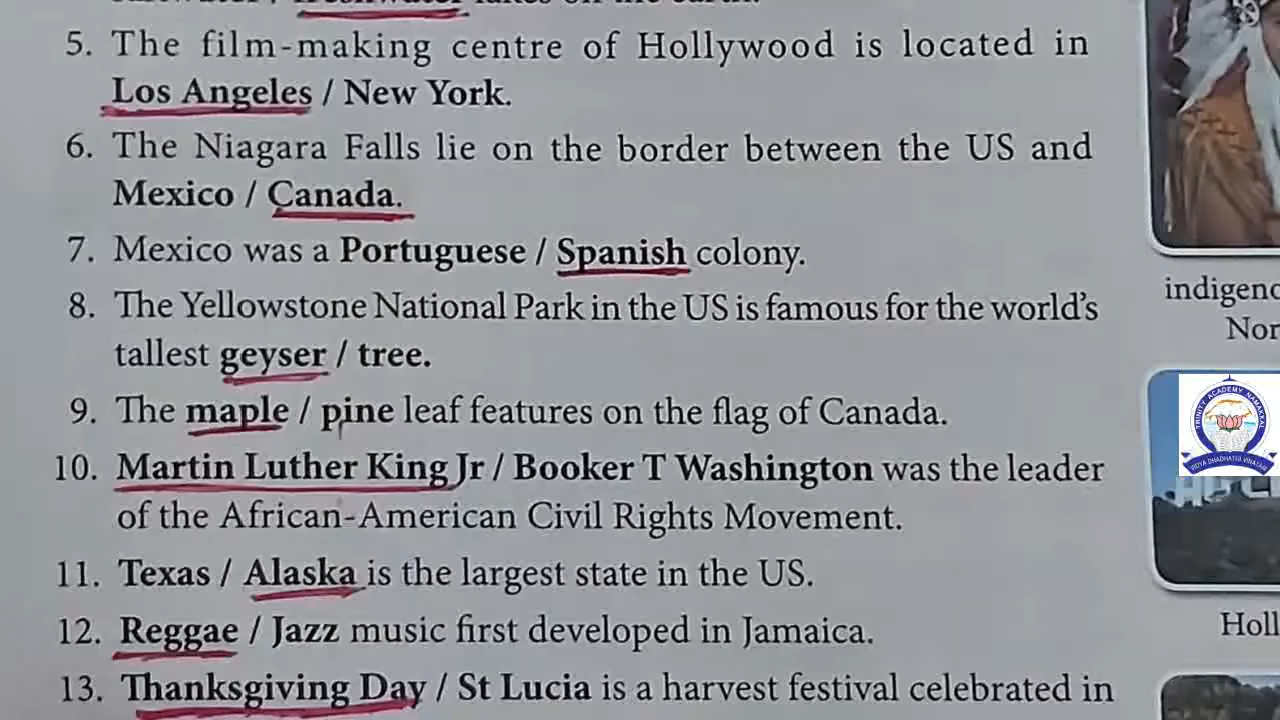 5. The film-making centre of Hollywood is located in
Los Angeles / New York.
6. The Niagara Falls lie on the border between the US and
Mexico / Canada.
7. Mexico was a Portuguese / Spanish colony.
8. The Yellowstone National Park in the US is famous for the world's
tallest geyser / tree.
9. The maple / pine leaf features on the flag of Canada.
10. Martin Luther King Jr / Booker T Washington was the leader
of the African-American Civil Rights Movement.
11. Texas / Alaska is the largest state in the US.
12. Reggae / Jazz music first developed in Jamaica.
13. Thanksgiving Day / St Lucia is a harvest festival celebrated in
indigen
Nor
TRINITY ACADEMY NAMAKKAL
Holl